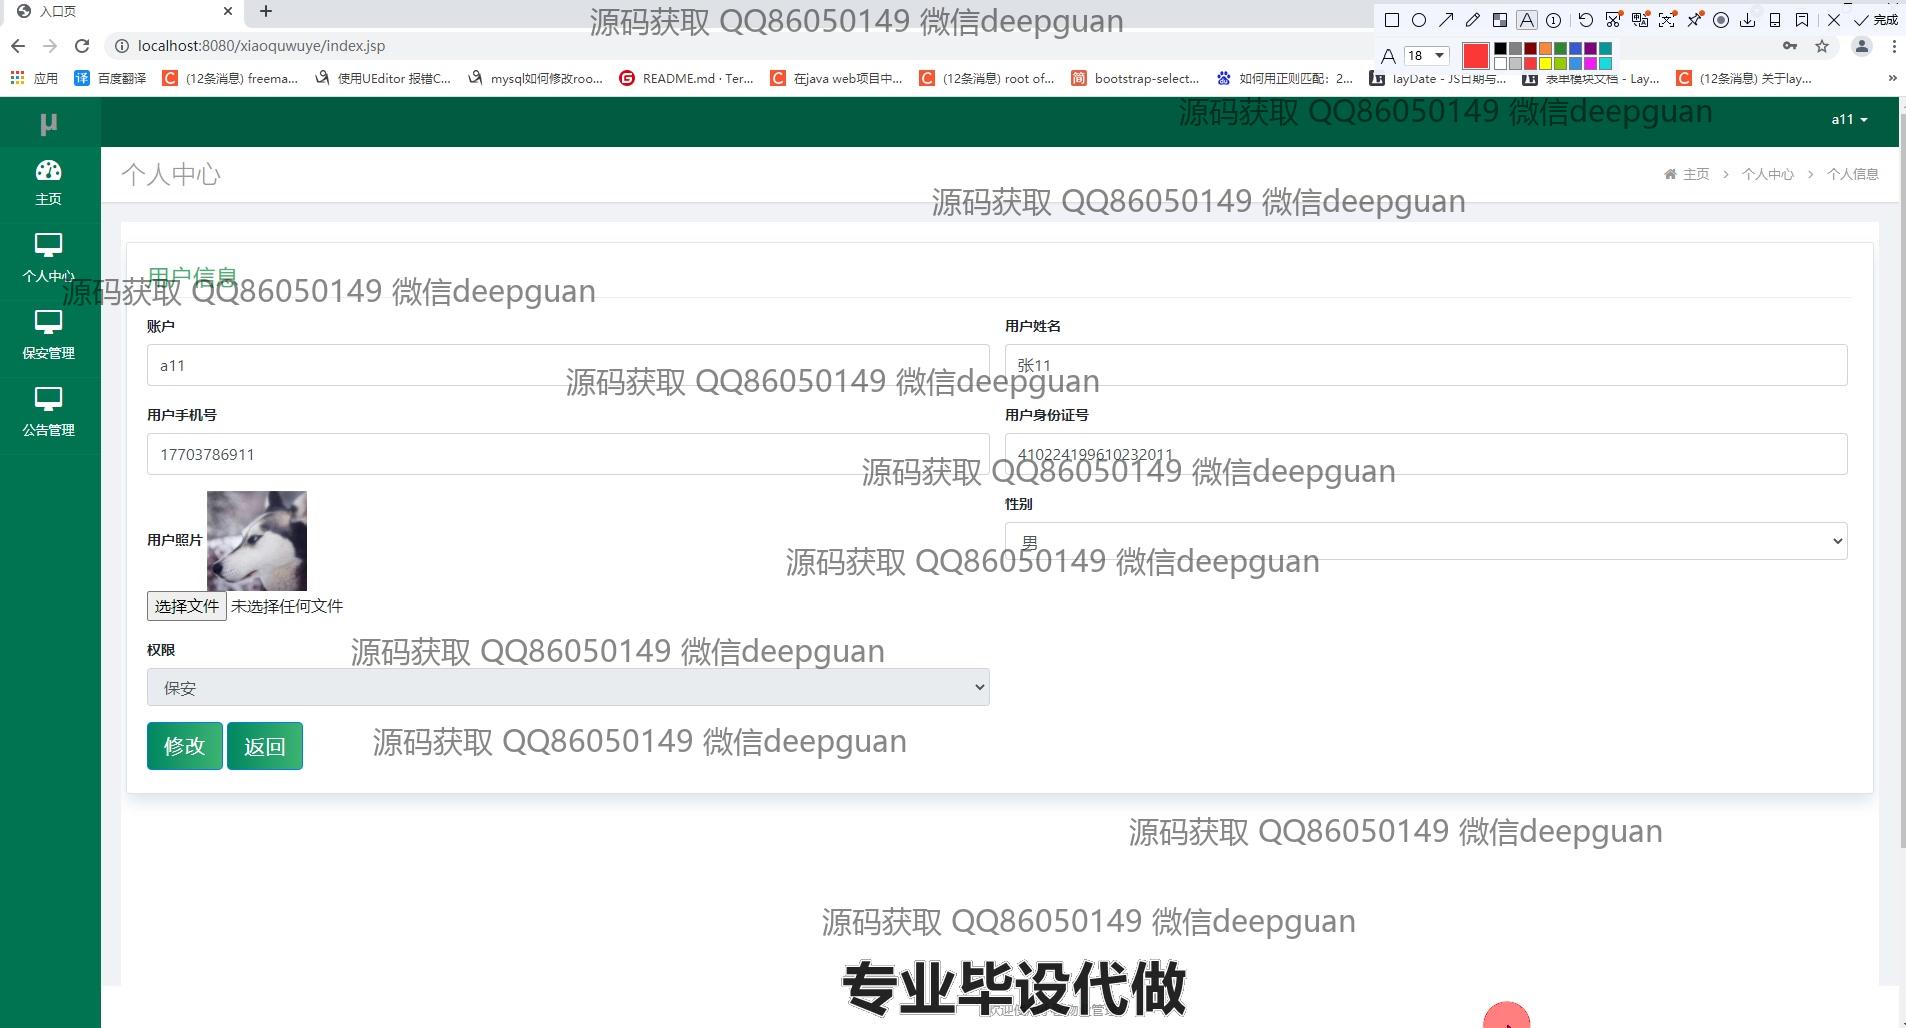 入口页
源码获取 QQ86050149 微信deepguan
完成
localhost:8080/xiaoquwuye/index.jsp
A 18
应用
百度翻译
(12条消息) freema...
使用UEditor 报错C...
mysql如何修改roo...
README.md · Ter...
在java web项目中...
(12条消息) root of...
bootstrap-select...
如何用正则匹配：2...
layDate - JS日期与...
表单模块文档 - Lay...
(12条消息) 关于lay...
μ
源码获取 QQ86050149 微信deepguan
a11
主页
个人中心
保安管理
公告管理
个人中心
主页 > 个人中心 > 个人信息
源码获取 QQ86050149 微信deepguan
用户信息
源码获取 QQ86050149 微信deepguan
账户
用户姓名
a11
张11
源码获取 QQ86050149 微信deepguan
用户手机号
用户身份证号
17703786911
410224199610232011
源码获取 QQ86050149 微信deepguan
用户照片
性别
男
源码获取 QQ86050149 微信deepguan
选择文件 未选择任何文件
权限
源码获取 QQ86050149 微信deepguan
保安
修改 返回
源码获取 QQ86050149 微信deepguan
源码获取 QQ86050149 微信deepguan
源码获取 QQ86050149 微信deepguan
专业毕设代做